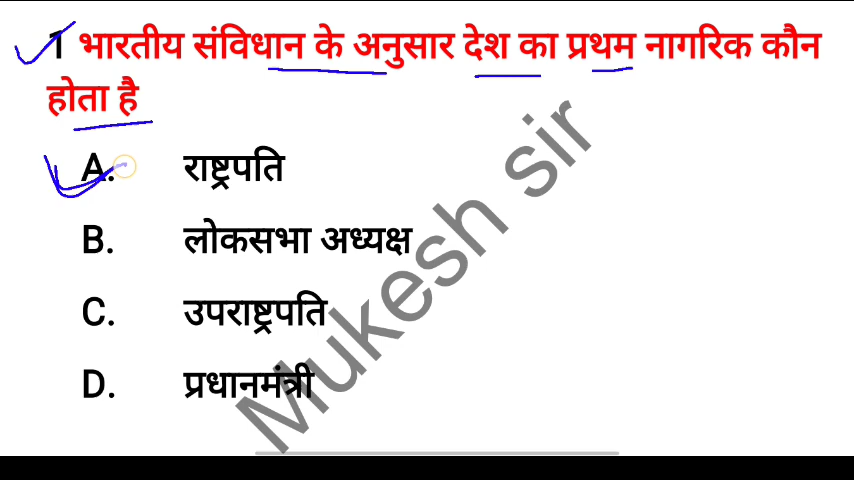 1 भारतीय संविधान के अनुसार देश का प्रथम नागरिक कौन
होता है
A. राष्ट्रपति
B. लोकसभा अध्यक्ष
C. उपराष्ट्रपति
D. प्रधानमंत्री
Mukesh sir